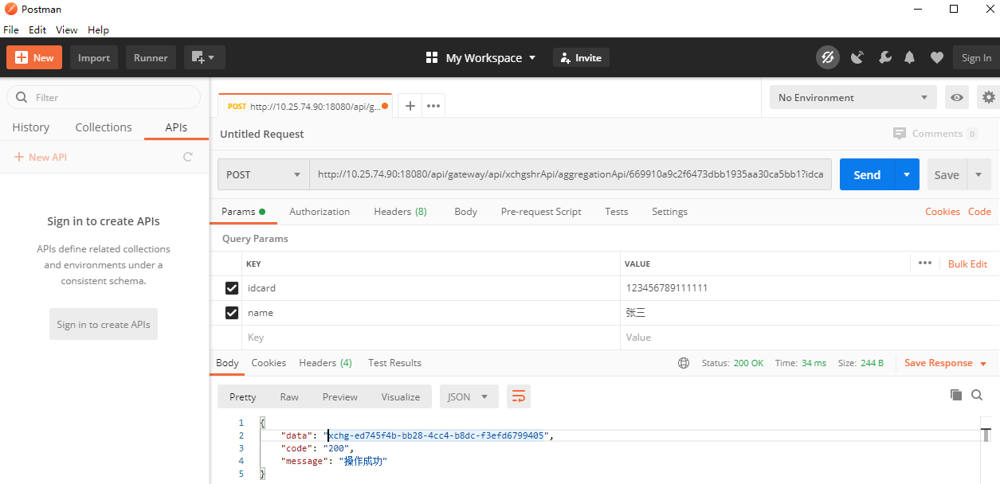 Postman
File Edit View Help
New Import Runner My Workspace Invite Sign In
Filter
History Collections APIs
New API
Sign in to create APIs
APIs define related collections
and environments under a
consistent schema.
Sign in to create APIs
POST http://10.25.74.90:18080/api/g... + ••• No Environment
Untitled Request Comments 0
POST http://10.25.74.90:18080/api/gateway/api/xchgshrApi/aggregationApi/669910a9c2f6473dbb1935aa30ca5bb1?idca Send Save
Params Authorization Headers (8) Body Pre-request Script Tests Settings Cookies Code
Query Params
KEY VALUE ••• Bulk Edit
idcard 123456789111111
name 张三
Key Value
Body Cookies Headers (4) Test Results Status: 200 OK Time: 34 ms Size: 244 B Save Response
Pretty Raw Preview Visualize JSON
1 {
2 "data": "xchg-ed745f4b-bb28-4cc4-b8dc-f3efd6799405",
3 "code": "200",
4 "message": "操作成功"
5 }